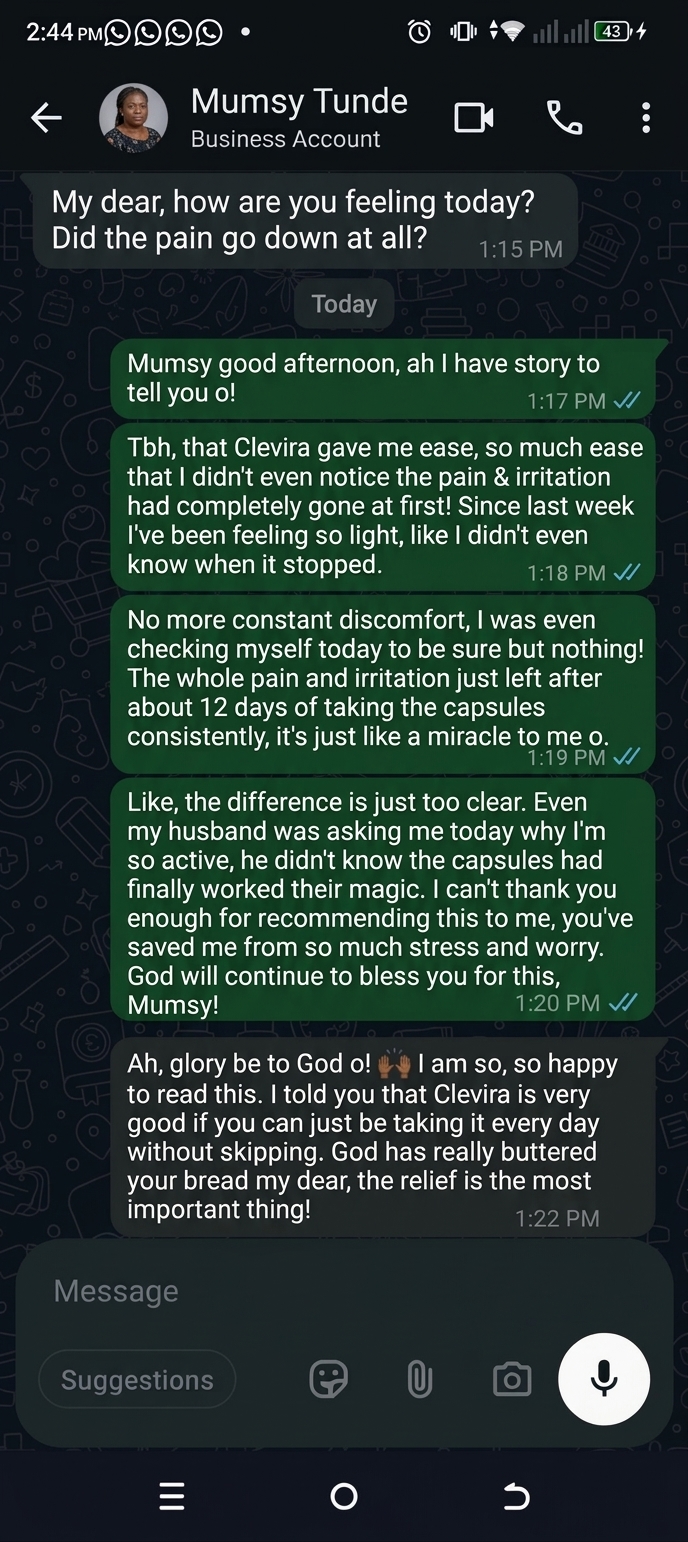 2:44 PM
43
Mumsy Tunde
Business Account
My dear, how are you feeling today?
Did the pain go down at all?
1:15 PM
Today
Mumsy good afternoon, ah I have story to
tell you o!
1:17 PM
Tbh, that Clevira gave me ease, so much ease
that I didn't even notice the pain & irritation
had completely gone at first! Since last week
I've been feeling so light, like I didn't even
know when it stopped.
1:18 PM
No more constant discomfort, I was even
checking myself today to be sure but nothing!
The whole pain and irritation just left after
about 12 days of taking the capsules
consistently, it's just like a miracle to me o.
1:19 PM
Like, the difference is just too clear. Even
my husband was asking me today why I'm
so active, he didn't know the capsules had
finally worked their magic. I can't thank you
enough for recommending this to me, you've
saved me from so much stress and worry.
God will continue to bless you for this,
Mumsy!
1:20 PM
Ah, glory be to God o! 🙌🏾 I am so, so happy
to read this. I told you that Clevira is very
good if you can just be taking it every day
without skipping. God has really buttered
your bread my dear, the relief is the most
important thing!
1:22 PM
Message
Suggestions